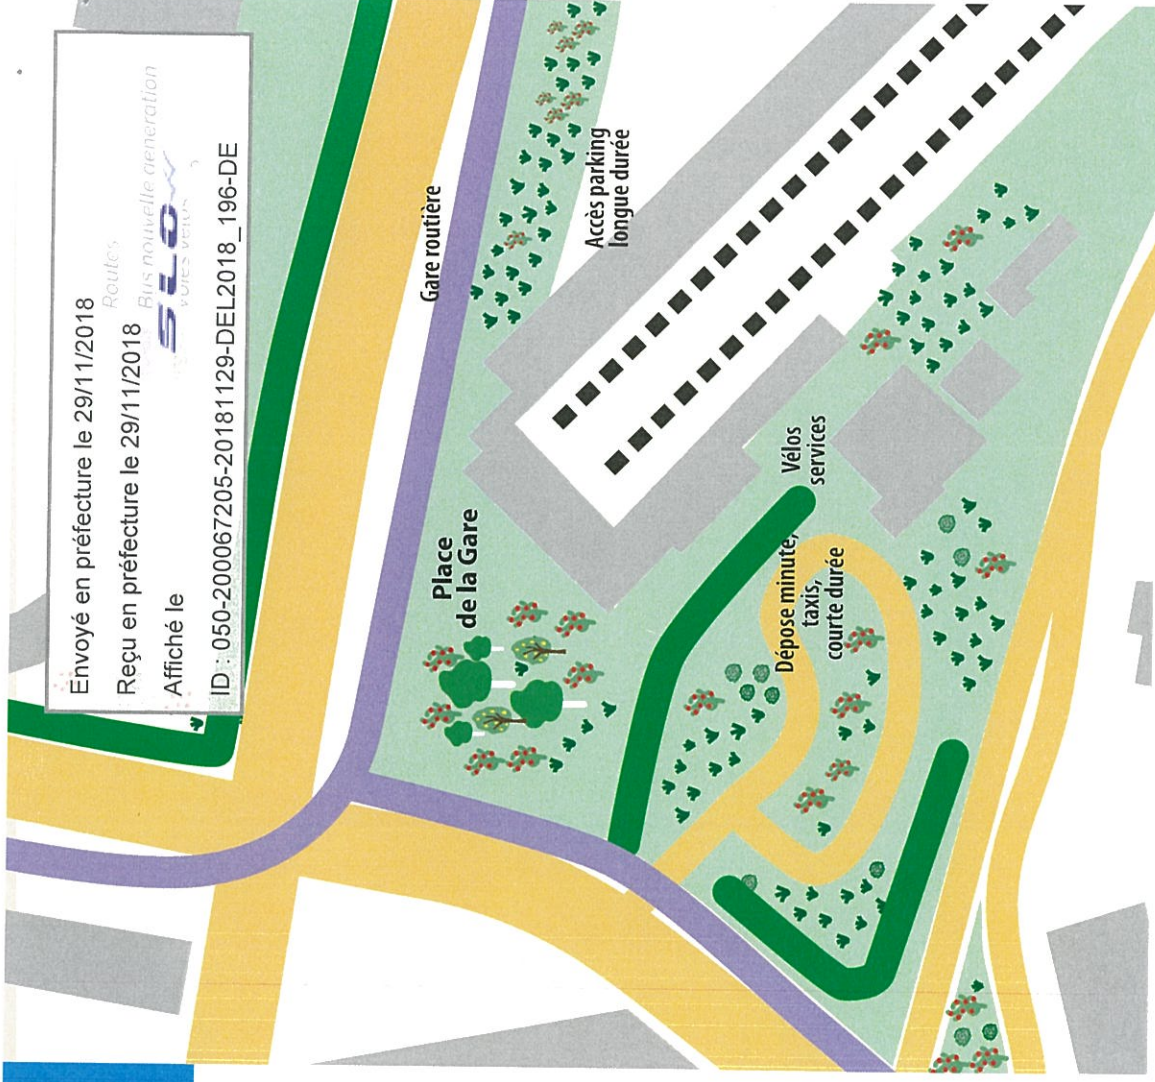 Envoyé en préfecture le 29/11/2018
Routes
Reçu en préfecture le 29/11/2018
Bus nouvelle génération
Affiché le
SLOW
voies vélos
ID : 050-200067205-20181129-DEL2018_196-DE
Gare routière
Accès parking
longue durée
Place
de la Gare
Vélos
services
Dépose minute,
taxis,
courte durée